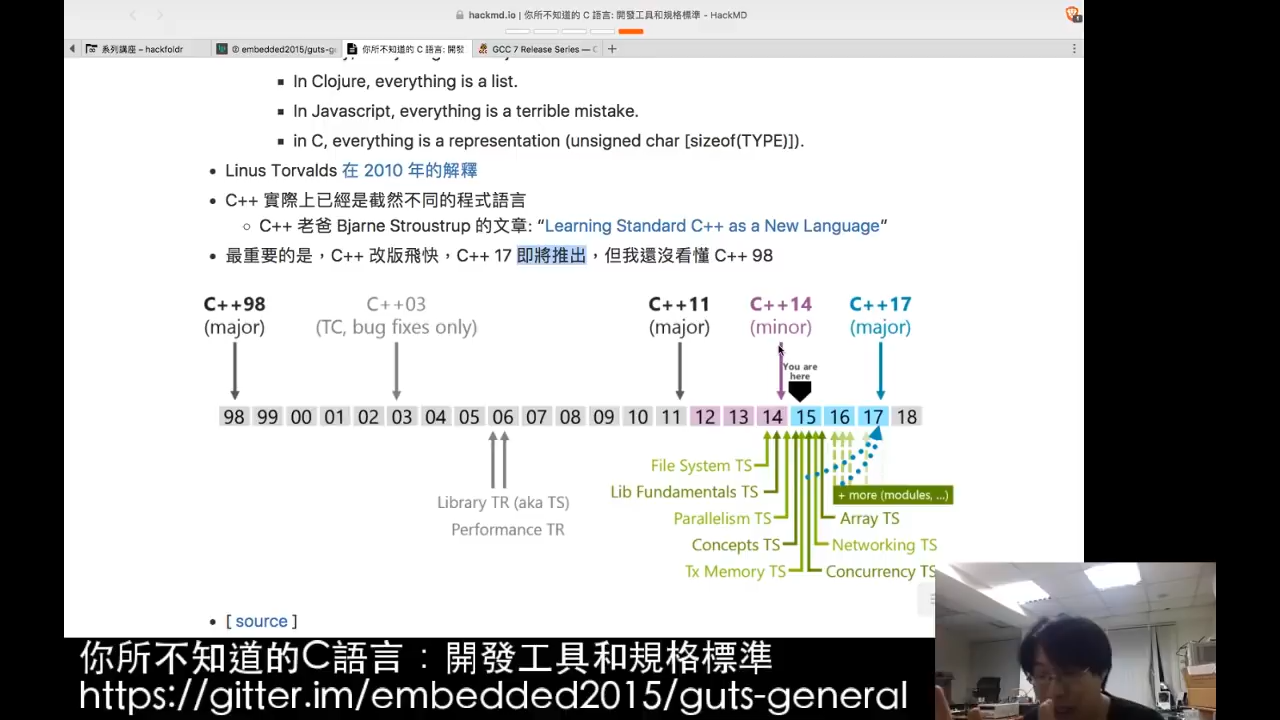 hackmd.io | 你所不知道的 C 語言: 開發工具和規格標準 - HackMD
系列講座 – hackfoldr
embedded2015/guts-ge
你所不知道的 C 語言: 開發
GCC 7 Release Series — C
In Clojure, everything is a list.
In Javascript, everything is a terrible mistake.
in C, everything is a representation (unsigned char [sizeof(TYPE)]).
Linus Torvalds 在 2010 年的解釋
C++ 實際上已經是截然不同的程式語言
C++ 老爸 Bjarne Stroustrup 的文章: “Learning Standard C++ as a New Language”
最重要的是，C++ 改版飛快，C++ 17 即將推出，但我還沒看懂 C++ 98
C++98 C++03 C++11 C++14 C++17
(major) (TC, bug fixes only) (major) (minor) (major)
You are
here
98 99 00 01 02 03 04 05 06 07 08 09 10 11 12 13 14 15 16 17 18
File System TS
Lib Fundamentals TS + more (modules, ...)
Library TR (aka TS)
Parallelism TS Array TS
Performance TR
Concepts TS Networking TS
Tx Memory TS Concurrency TS
[ source ]
你所不知道的C語言：開發工具和規格標準
https://gitter.im/embedded2015/guts-general